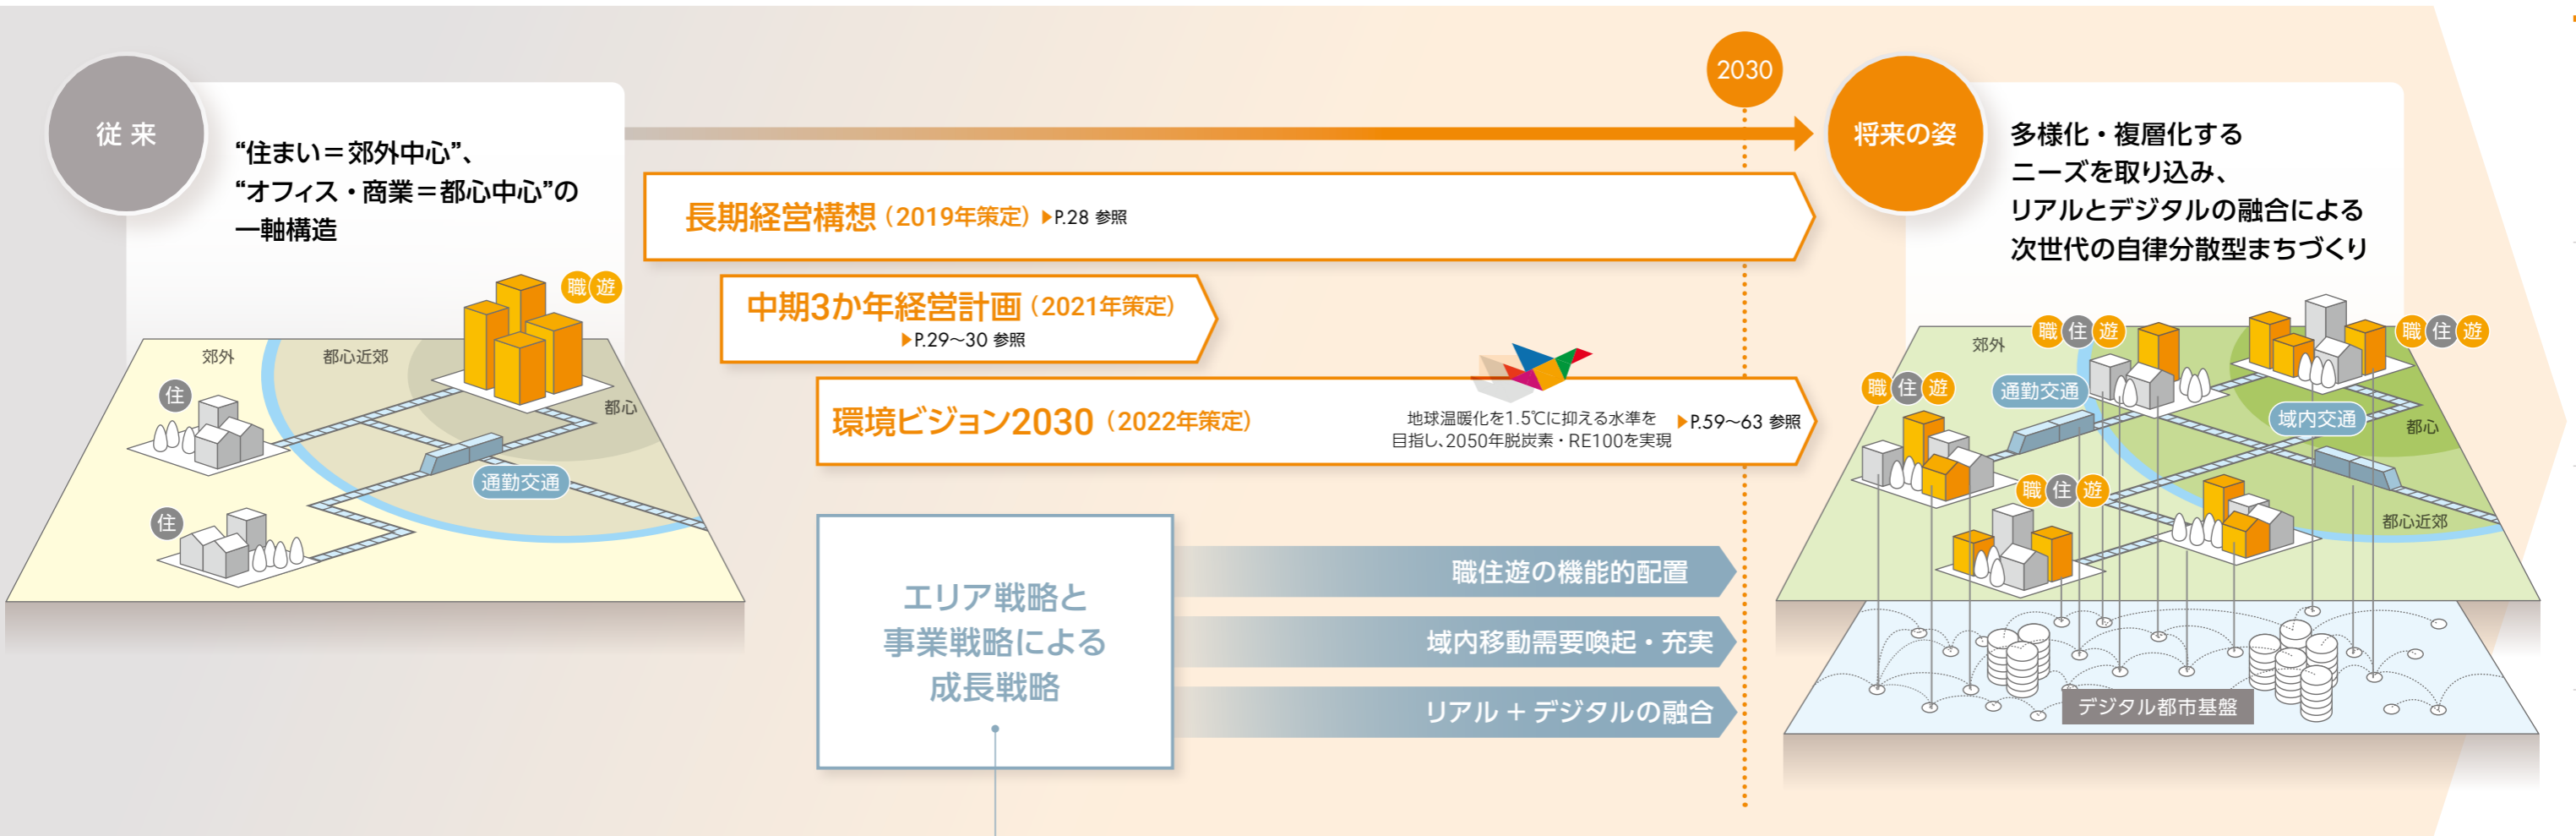 従来
“住まい＝郊外中心”、
“オフィス・商業＝都心中心”の
一軸構造
職 遊
郊外
都心近郊
都心
住
住
通勤交通
2030
長期経営構想（2019年策定）▶P.28 参照
中期3か年経営計画（2021年策定）
▶P.29～30 参照
環境ビジョン2030（2022年策定）
地球温暖化を1.5℃に抑える水準を
目指し、2050年脱炭素・RE100を実現
▶P.59～63 参照
エリア戦略と
事業戦略による
成長戦略
職住遊の機能的配置
域内移動需要喚起・充実
リアル + デジタルの融合
将来の姿
多様化・複層化する
ニーズを取り込み、
リアルとデジタルの融合による
次世代の自律分散型まちづくり
郊外
職 住 遊
職 住 遊
職 住 遊
通勤交通
域内交通
都心
職 住 遊
都心近郊
デジタル都市基盤